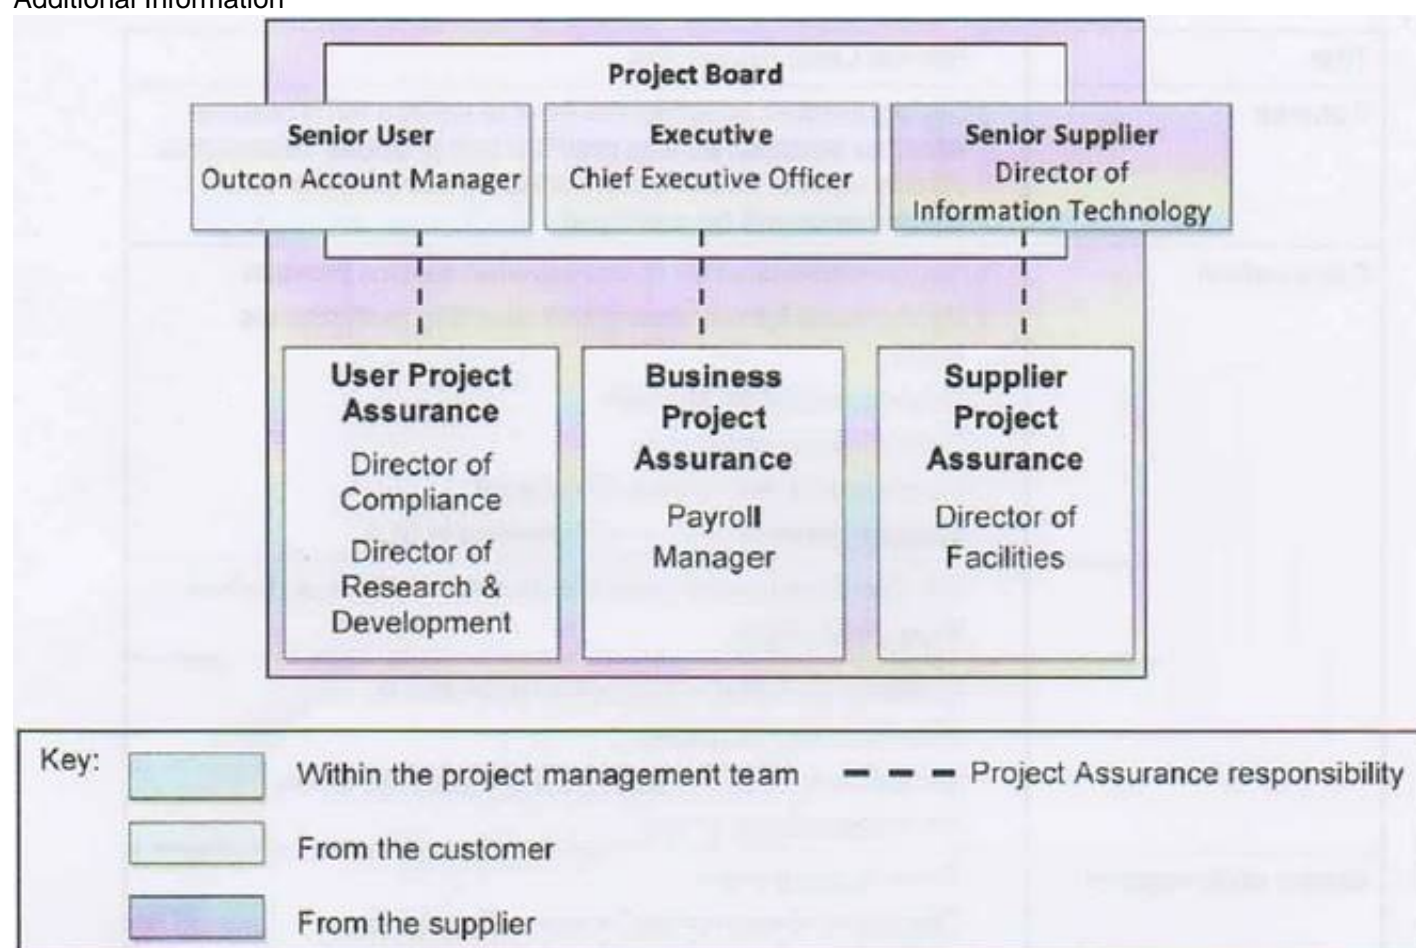 Additional Information
Project Board
Senior User
Outcon Account Manager
Executive
Chief Executive Officer
Senior Supplier
Director of
Information Technology
User Project
Assurance
Director of
Compliance
Director of
Research &
Development
Business
Project
Assurance
Payroll
Manager
Supplier
Project
Assurance
Director of
Facilities
Key:
Within the project management team
Project Assurance responsibility
From the customer
From the supplier